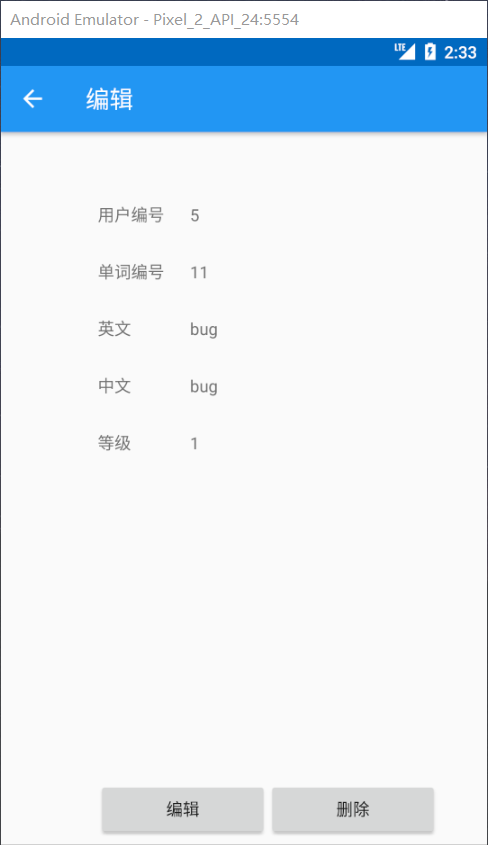 Android Emulator - Pixel_2_API_24:5554
LTE 2:33
编辑
用户编号 5
单词编号 11
英文 bug
中文 bug
等级 1
编辑 删除